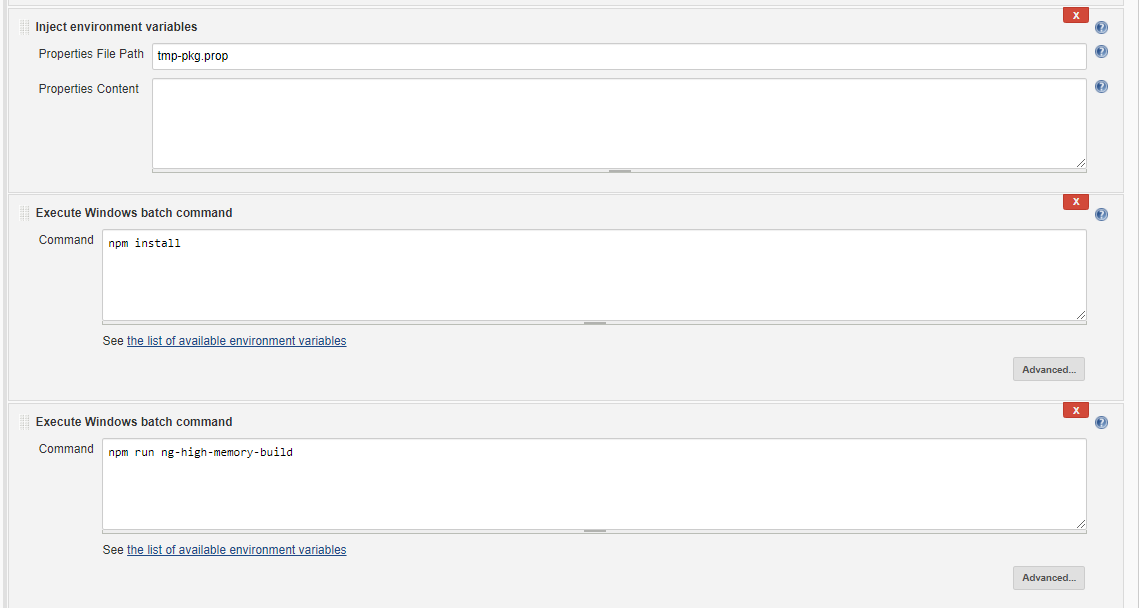 Inject environment variables
X
Properties File Path tmp-pkg.prop
Properties Content
Execute Windows batch command
X
Command npm install
See the list of available environment variables
Advanced...
Execute Windows batch command
X
Command npm run ng-high-memory-build
See the list of available environment variables
Advanced...